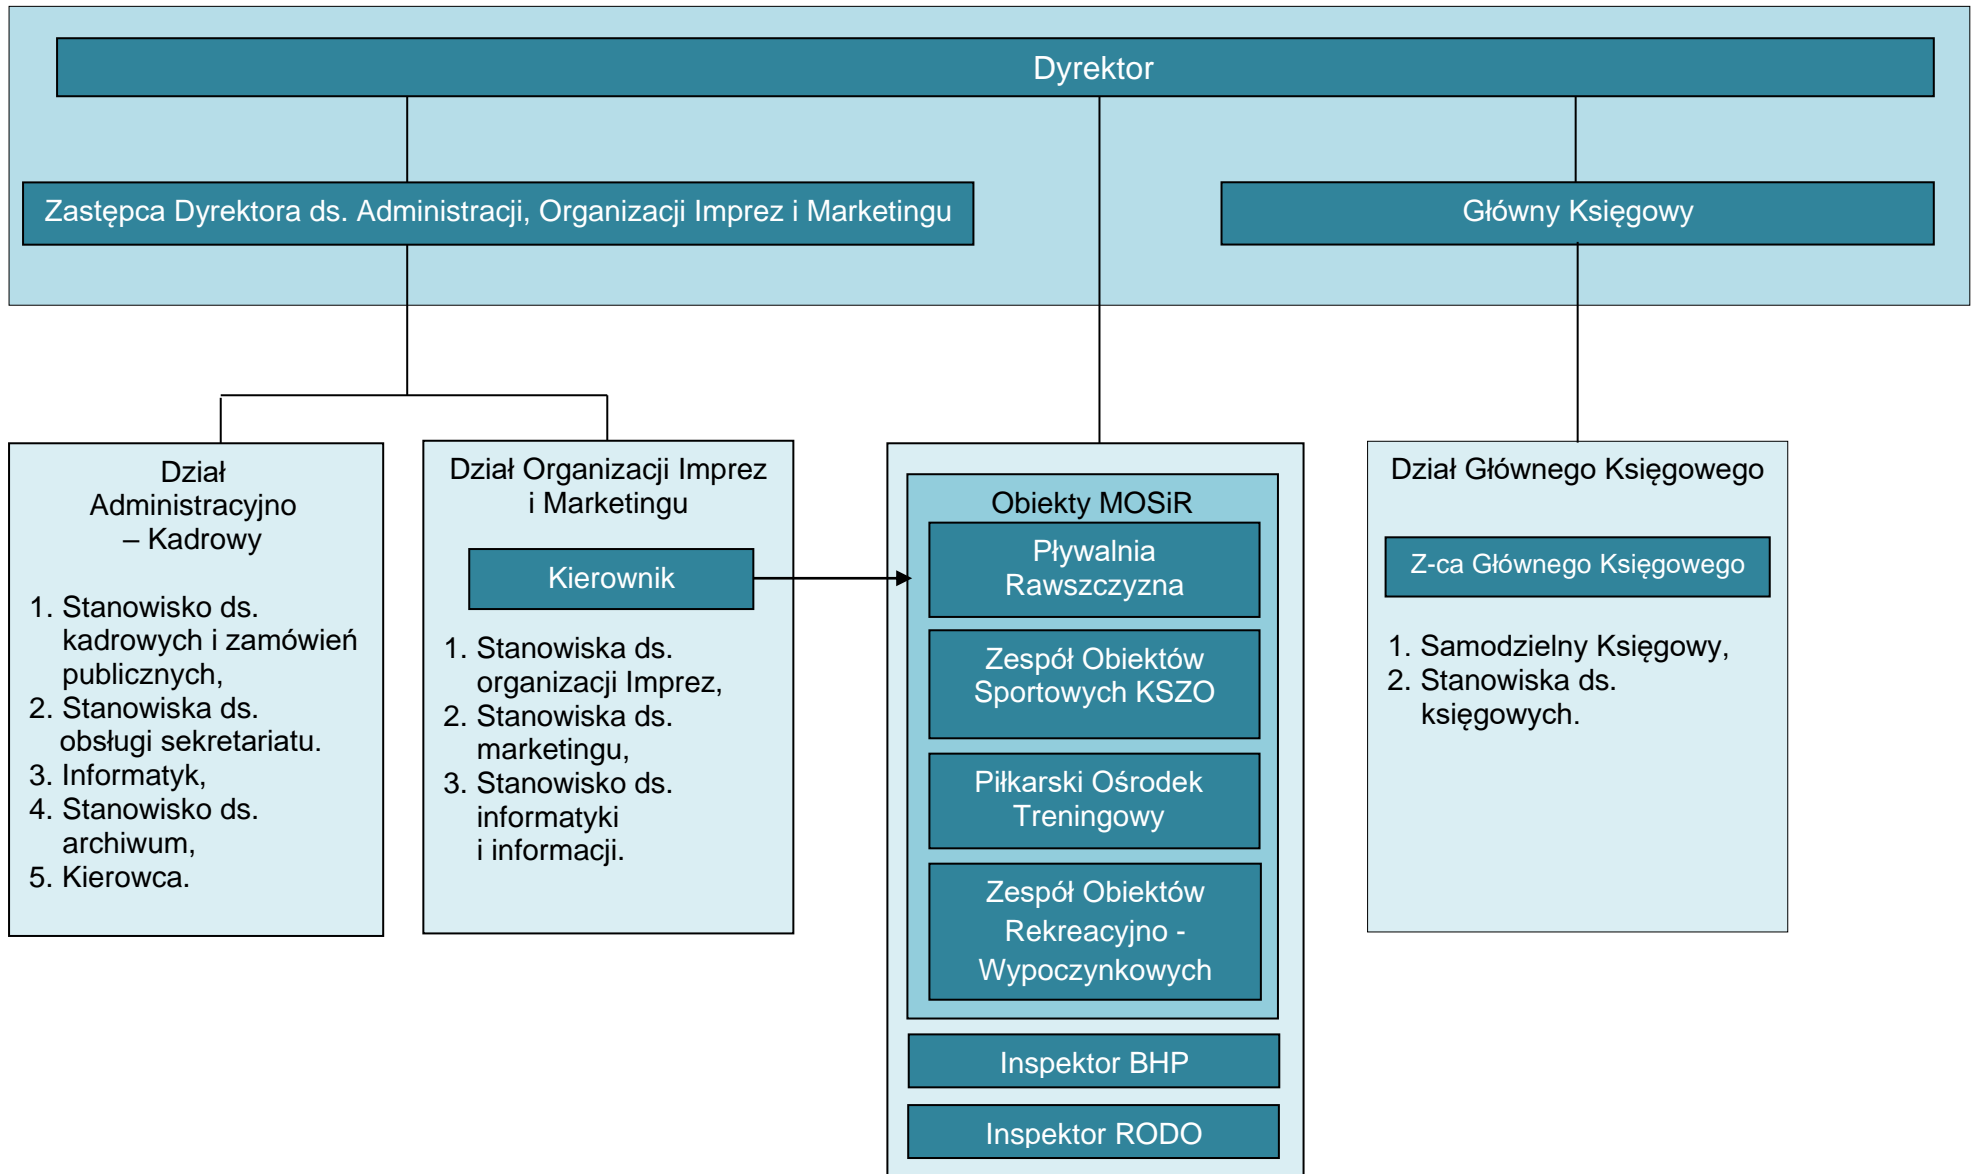 Dyrektor
Zastępca Dyrektora ds. Administracji, Organizacji Imprez i Marketingu
Główny Księgowy
Dział
Administracyjno
– Kadrowy
1. Stanowisko ds.
kadrowych i zamówień
publicznych,
2. Stanowiska ds.
obsługi sekretariatu.
3. Informatyk,
4. Stanowisko ds.
archiwum,
5. Kierowca.
Dział Organizacji Imprez
i Marketingu
Kierownik
1. Stanowiska ds.
organizacji Imprez,
2. Stanowiska ds.
marketingu,
3. Stanowisko ds.
informatyki
i informacji.
Obiekty MOSiR
Pływalnia
Rawszczyzna
Zespół Obiektów
Sportowych KSZO
Piłkarski Ośrodek
Treningowy
Zespół Obiektów
Rekreacyjno -
Wypoczynkowych
Inspektor BHP
Inspektor RODO
Dział Głównego Księgowego
Z-ca Głównego Księgowego
1. Samodzielny Księgowy,
2. Stanowiska ds.
księgowych.